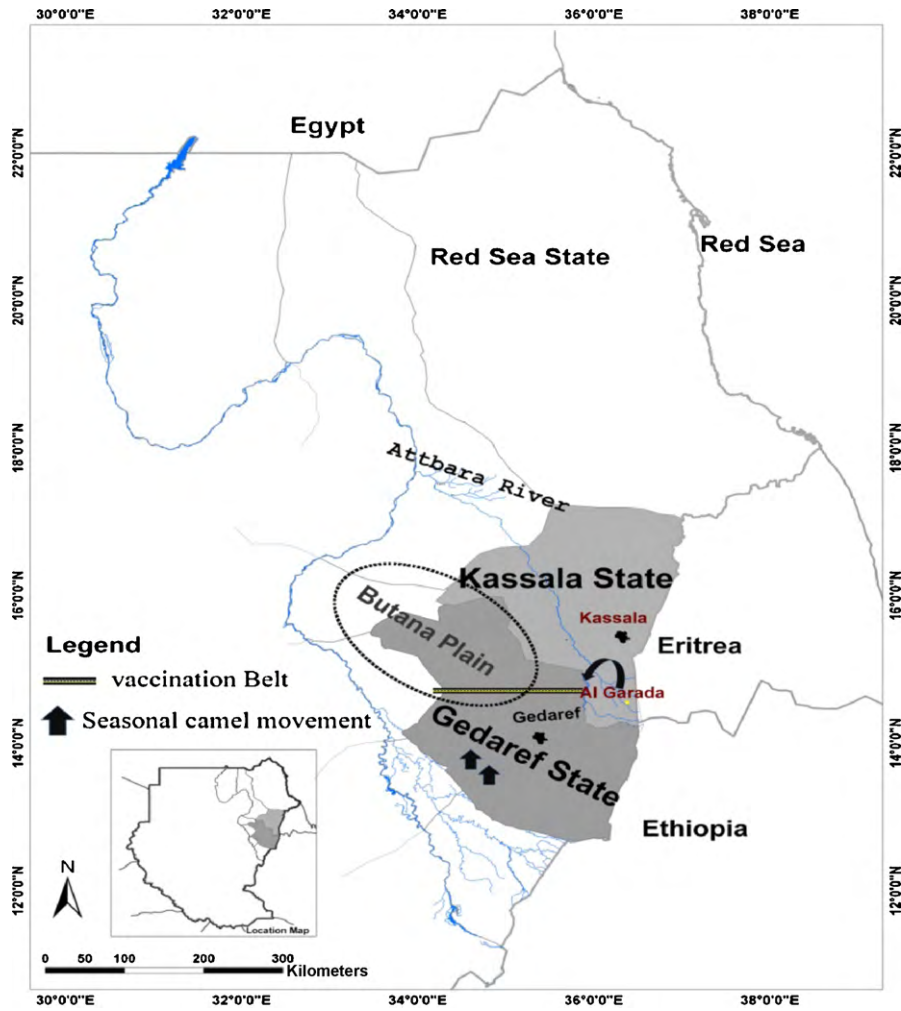 30°0'0"E 32°0'0"E 34°0'0"E 36°0'0"E 38°0'0"E
22°0'0"N
20°0'0"N
18°0'0"N
16°0'0"N
14°0'0"N
12°0'0"N
22°0'0"N
20°0'0"N
18°0'0"N
16°0'0"N
14°0'0"N
12°0'0"N
Egypt
Red Sea State
Red Sea
Attbara River
Kassala State
Butana Plain
Kassala
Eritrea
Al Garada
Gedaref
Gedaref State
Ethiopia
Legend
vaccination Belt
Seasonal camel movement
Location Map
N
0 50 100 200 300
Kilometers
30°0'0"E 32°0'0"E 34°0'0"E 36°0'0"E 38°0'0"E